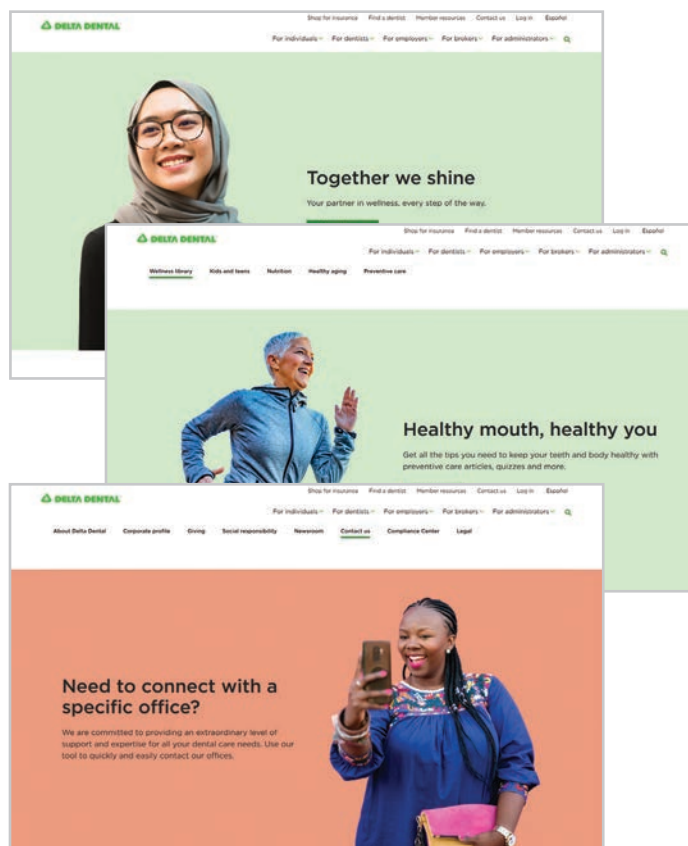 Shop for insurance Find a dentist Member resources Contact us Log in Español
DELTA DENTAL
For individuals For dentists For employers For brokers For administrators
Together we shine
Your partner in wellness, every step of the way.
Shop for insurance Find a dentist Member resources Contact us Log in Español
DELTA DENTAL
For individuals For dentists For employers For brokers For administrators
Wellness library Kids and teens Nutrition Healthy aging Preventive care
Healthy mouth, healthy you
Get all the tips you need to keep your teeth and body healthy with
preventive care articles, quizzes and more.
Shop for insurance Find a dentist Member resources Contact us Log in Español
DELTA DENTAL
For individuals For dentists For employers For brokers For administrators
About Delta Dental Corporate profile Giving Social responsibility Newsroom Contact us Compliance Center Legal
Need to connect with a
specific office?
We are committed to providing an extraordinary level of
support and expertise for all your dental care needs. Use our
tool to quickly and easily contact our offices.